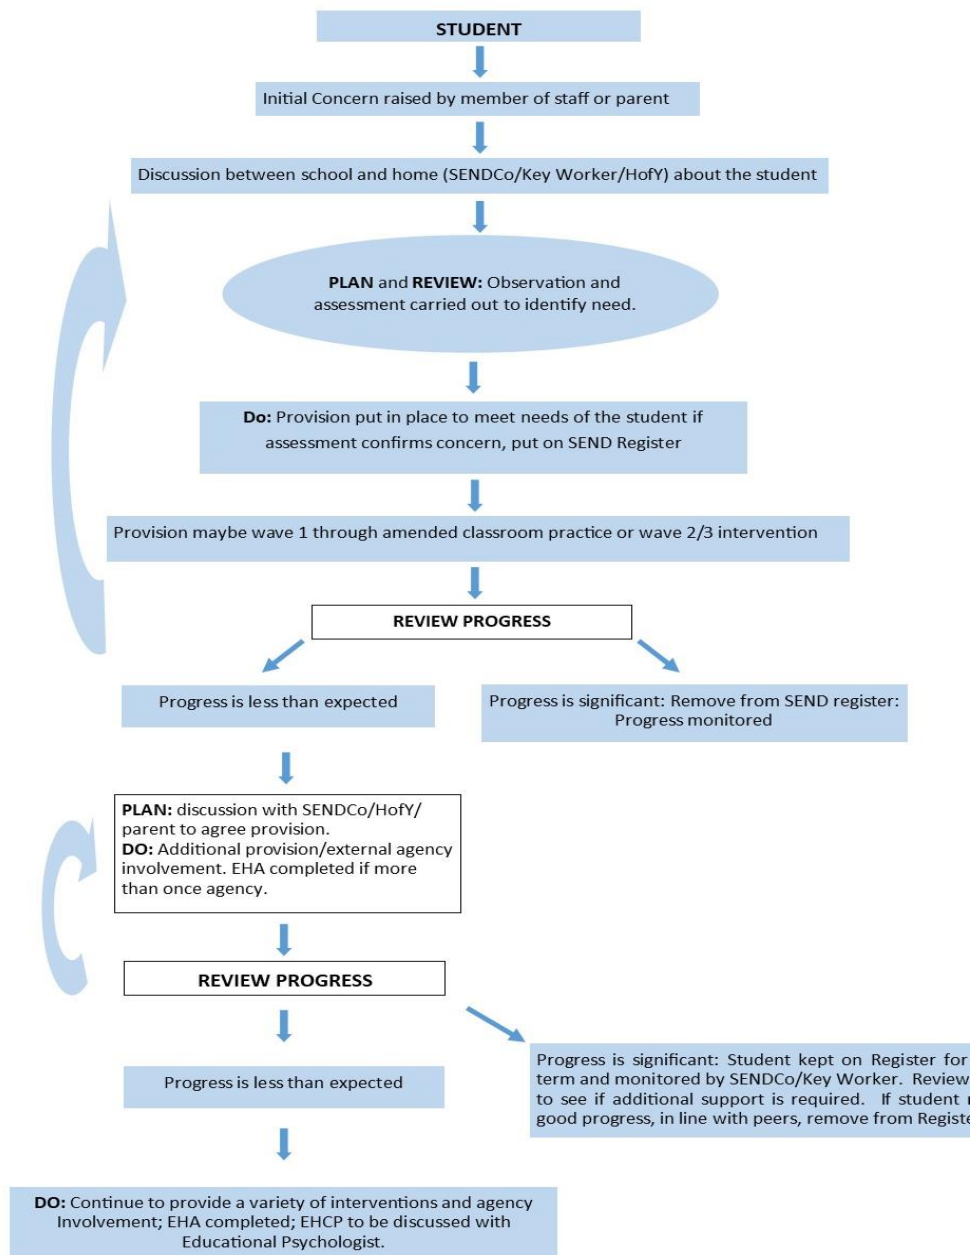 STUDENT
Initial Concern raised by member of staff or parent
Discussion between school and home (SENDCo/Key Worker/HofY) about the student
PLAN and REVIEW: Observation and
assessment carried out to identify need.
Do: Provision put in place to meet needs of the student if
assessment confirms concern, put on SEND Register
Provision maybe wave 1 through amended classroom practice or wave 2/3 intervention
REVIEW PROGRESS
Progress is less than expected
Progress is significant: Remove from SEND register:
Progress monitored
PLAN: discussion with SENDCo/HofY/
parent to agree provision.
DO: Additional provision/external agency
involvement. EHA completed if more
than once agency.
REVIEW PROGRESS
Progress is less than expected
Progress is significant: Student kept on Register for
term and monitored by SENDCo/Key Worker. Review
to see if additional support is required. If student
good progress, in line with peers, remove from Registe
DO: Continue to provide a variety of interventions and agency
Involvement; EHA completed; EHCP to be discussed with
Educational Psychologist.